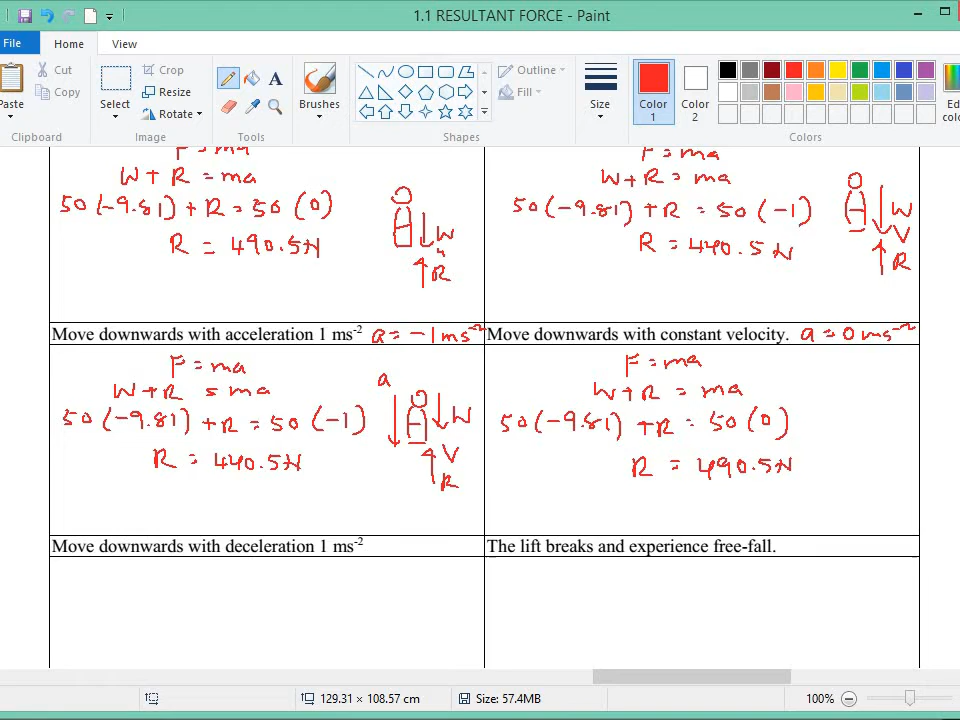 1.1 RESULTANT FORCE - Paint
File
Home
View
Paste
Cut
Copy
Clipboard
Select
Crop
Resize
Rotate
Image
A
Tools
Brushes
Outline
Fill
Shapes
Size
Color 1
Color 2
Colors
F = ma
W + R = ma
50 (-9.81) + R = 50 (0)
R = 490.5N
W
R
F = ma
W + R = ma
50 (-9.81) + R = 50 (-1)
R = 440.5 N
W
V
R
Move downwards with acceleration 1 ms-2 a = -1 ms-2
Move downwards with constant velocity. a = 0 ms-2
F = ma
W + R = ma
50 (-9.81) + R = 50 (-1)
R = 440.5N
a
W
V
R
F = ma
W + R = ma
50 (-9.81) + R = 50 (0)
R = 490.5N
Move downwards with deceleration 1 ms-2
The lift breaks and experience free-fall.
129.31 × 108.57 cm
Size: 57.4MB
100%